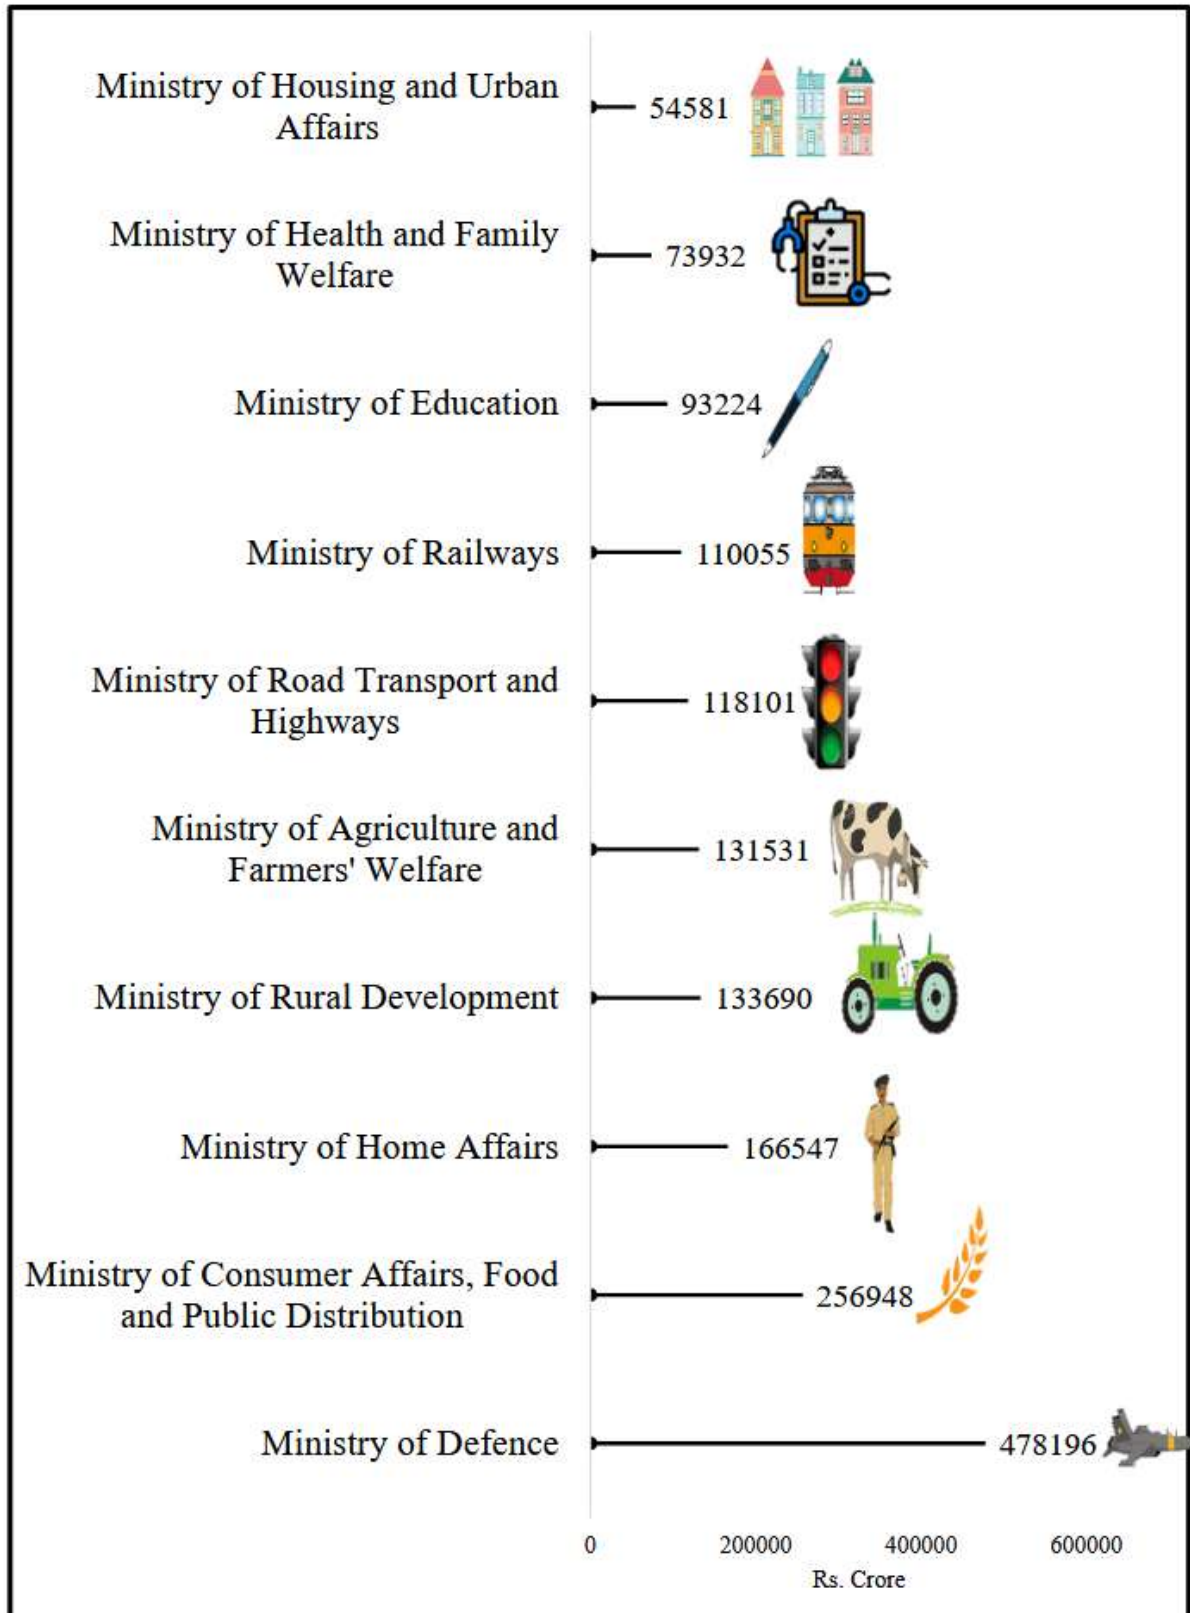 Ministry of Housing and Urban
Affairs
54581
Ministry of Health and Family
Welfare
73932
Ministry of Education
93224
Ministry of Railways
110055
Ministry of Road Transport and
Highways
118101
Ministry of Agriculture and
Farmers' Welfare
131531
Ministry of Rural Development
133690
Ministry of Home Affairs
166547
Ministry of Consumer Affairs, Food
and Public Distribution
256948
Ministry of Defence
478196
0 200000 400000 600000
Rs. Crore